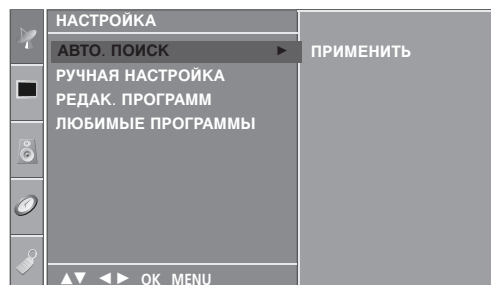 НАСТРОЙКА
АВТО. ПОИСК ► ПРИМЕНИТЬ
РУЧНАЯ НАСТРОЙКА
РЕДАК. ПРОГРАММ
ЛЮБИМЫЕ ПРОГРАММЫ
▲▼ ◄► OK MENU